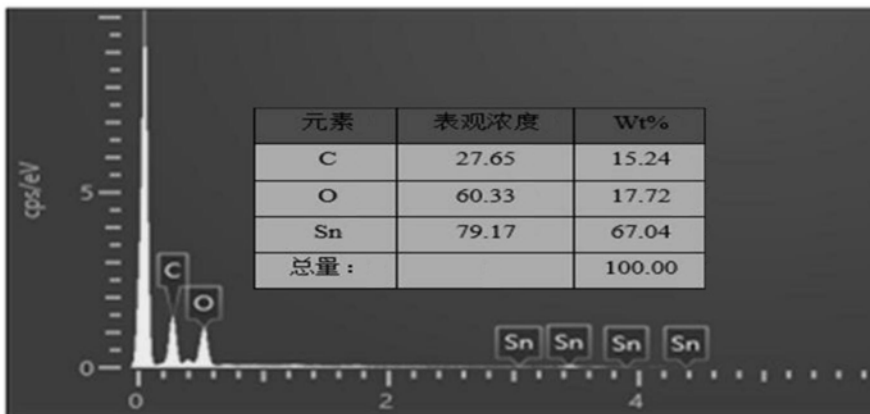 元素 表观浓度 Wt%
C 27.65 15.24
O 60.33 17.72
Sn 79.17 67.04
总量： 100.00
cps/eV
5
0
C
O
Sn Sn Sn Sn
0 2 4